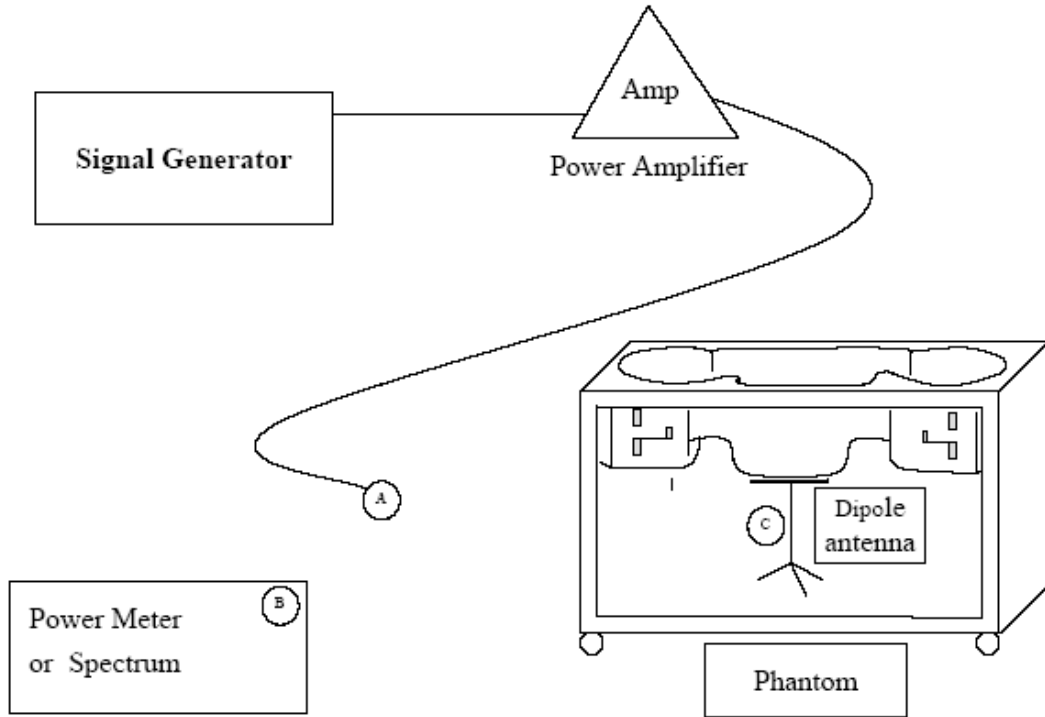 Amp
Signal Generator
Power Amplifier
A
C
Dipole
antenna
B
Power Meter
or Spectrum
Phantom